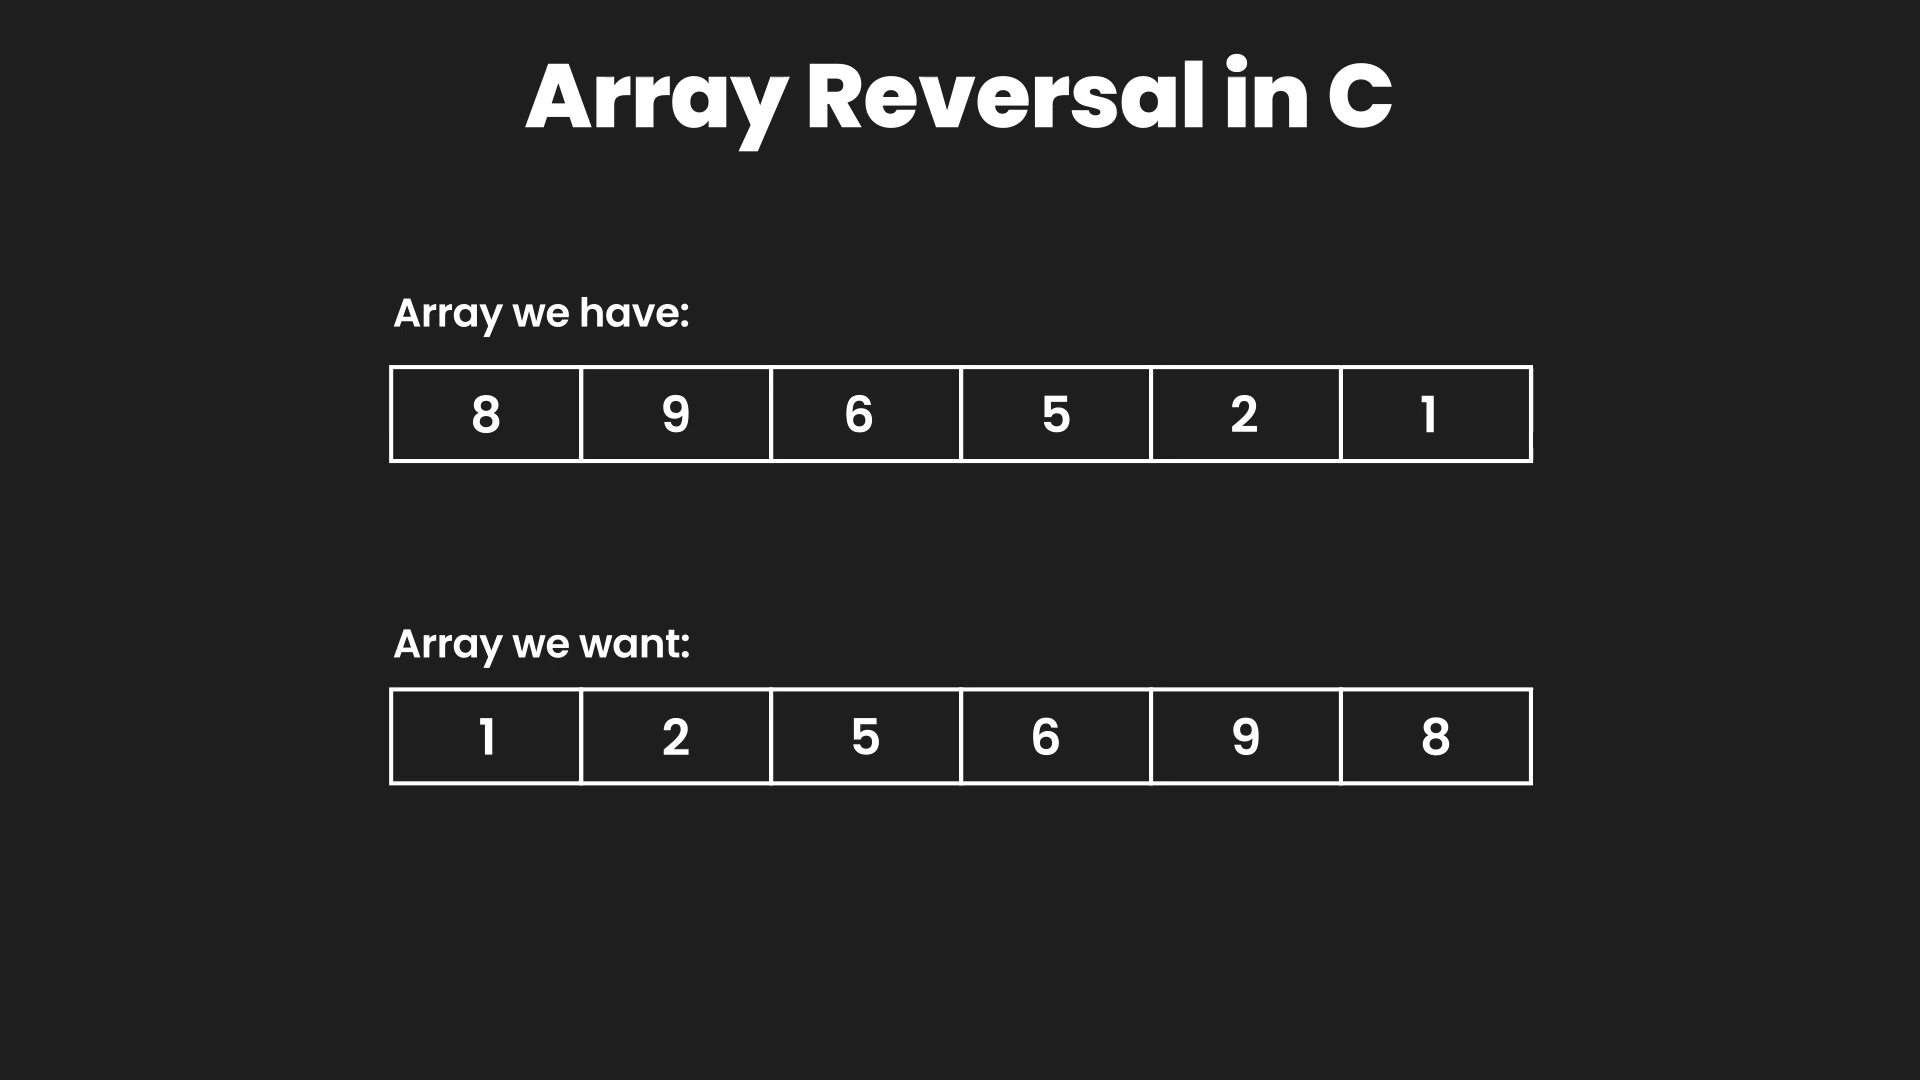 Array Reversal in C
Array we have:
8 9 6 5 2 1
Array we want:
1 2 5 6 9 8